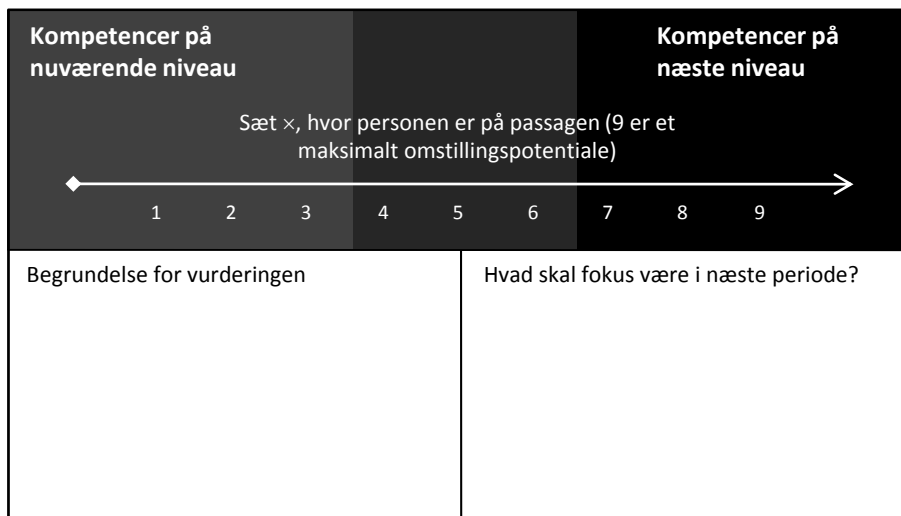 Kompetencer på
nuværende niveau
Kompetencer på
næste niveau
Sæt ×, hvor personen er på passagen (9 er et
maksimalt omstillingspotentiale)
1 2 3 4 5 6 7 8 9
Begrundelse for vurderingen
Hvad skal fokus være i næste periode?